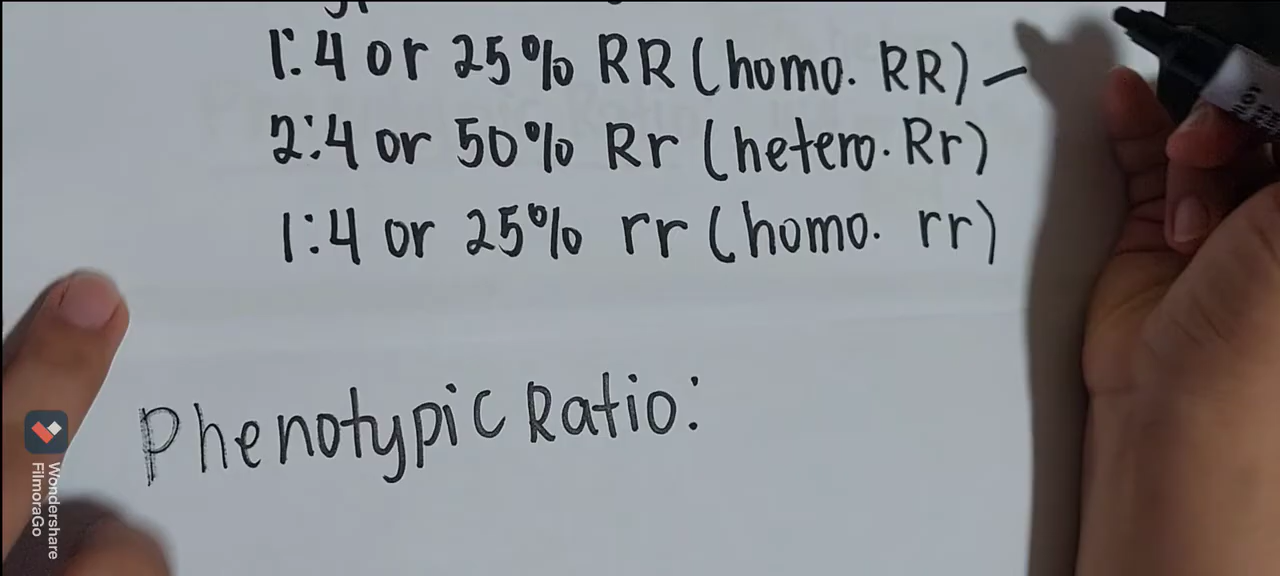 1:4 or 25% RR (homo. RR) —
2:4 or 50% Rr (hetero. Rr)
1:4 or 25% rr (homo. rr)
Phenotypic Ratio:
Wondershare
FilmoraGo